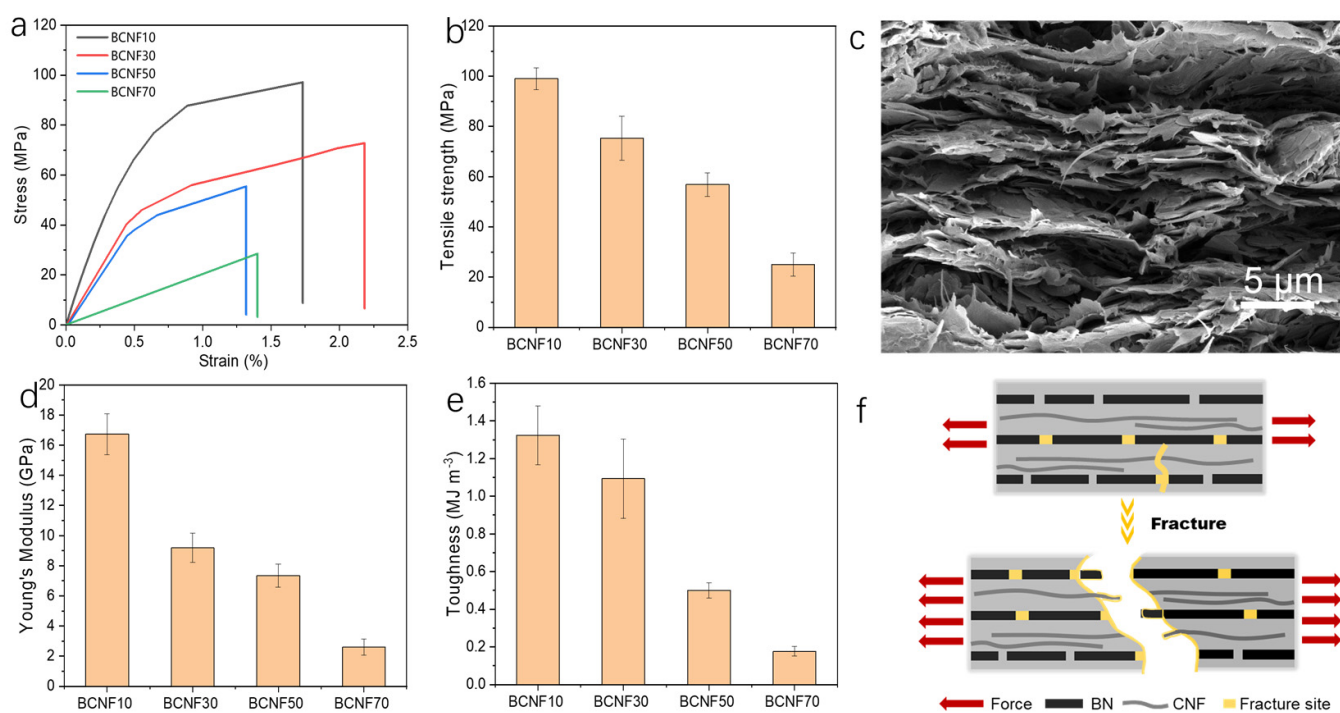 a
BCNF10
BCNF30
BCNF50
BCNF70
Stress (MPa)
120
100
80
60
40
20
0
0.0 0.5 1.0 1.5 2.0 2.5
Strain (%)
b
Tensile strength (MPa)
120
100
80
60
40
20
0
BCNF10 BCNF30 BCNF50 BCNF70
c
5 μm
d
Young's Modulus (GPa)
20
18
16
14
12
10
8
6
4
2
0
BCNF10 BCNF30 BCNF50 BCNF70
e
Toughness (MJ m⁻³)
1.6
1.4
1.2
1.0
0.8
0.6
0.4
0.2
0.0
BCNF10 BCNF30 BCNF50 BCNF70
f
Fracture
Force BN CNF Fracture site